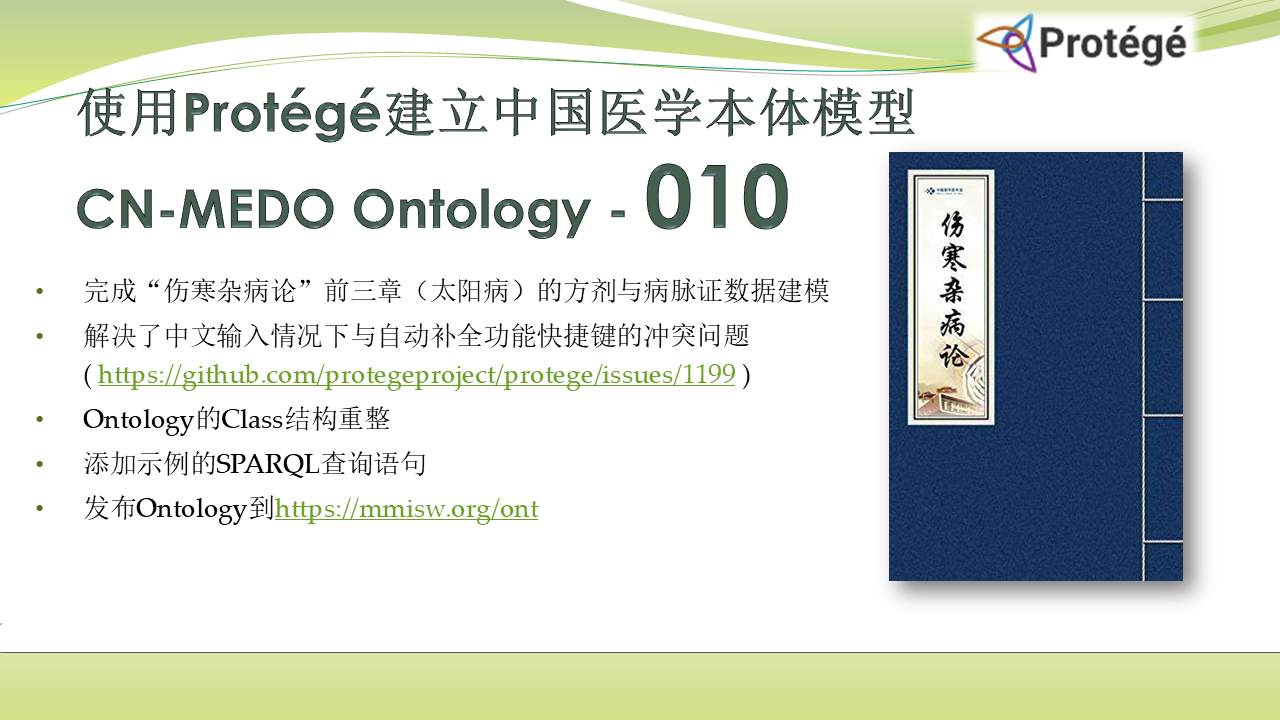 Protégé
使用Protégé建立中国医学本体模型
CN-MEDO Ontology - 010
• 完成“伤寒杂病论”前三章（太阳病）的方剂与病脉证数据建模
• 解决了中文输入情况下与自动补全功能快捷键的冲突问题
( https://github.com/protegeproject/protege/issues/1199 )
• Ontology的Class结构重整
• 添加示例的SPARQL查询语句
• 发布Ontology到https://mmisw.org/ont
伤寒杂病论